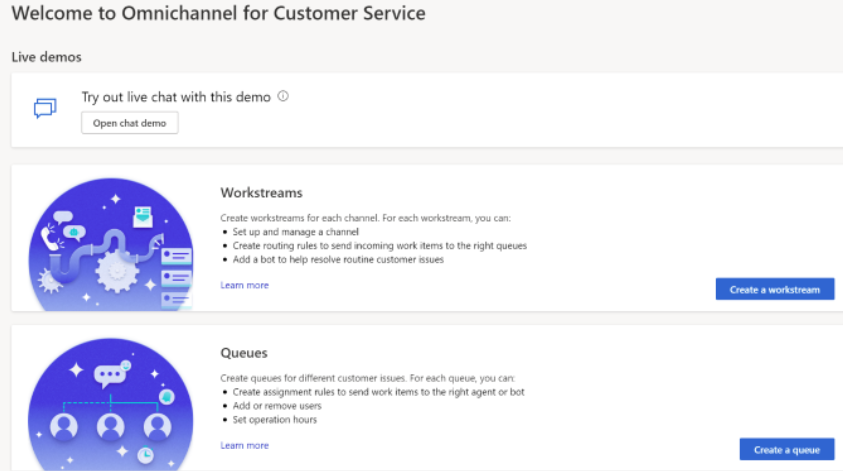 Welcome to Omnichannel for Customer Service
Live demos
Try out live chat with this demo
Open chat demo
Workstreams
Create workstreams for each channel. For each workstream, you can:
• Set up and manage a channel
• Create routing rules to send incoming work items to the right queues
• Add a bot to help resolve routine customer issues
Learn more
Create a workstream
Queues
Create queues for different customer issues. For each queue, you can:
• Create assignment rules to send work items to the right agent or bot
• Add or remove users
• Set operation hours
Learn more
Create a queue